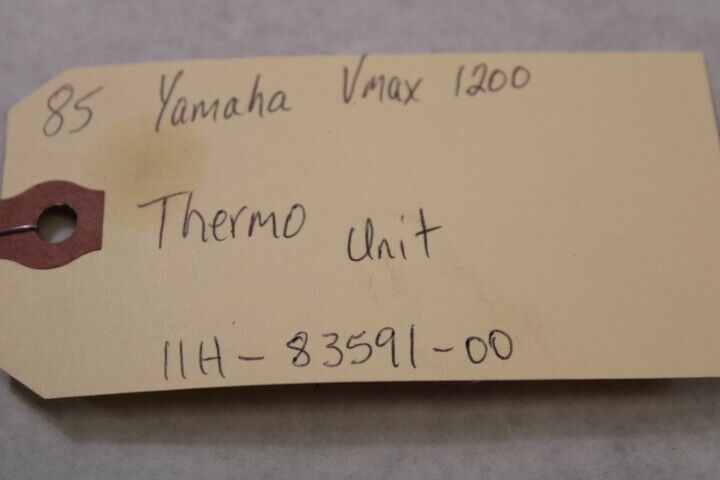 85 Yamaha Vmax 1200
Thermo Unit
11H-83591-00